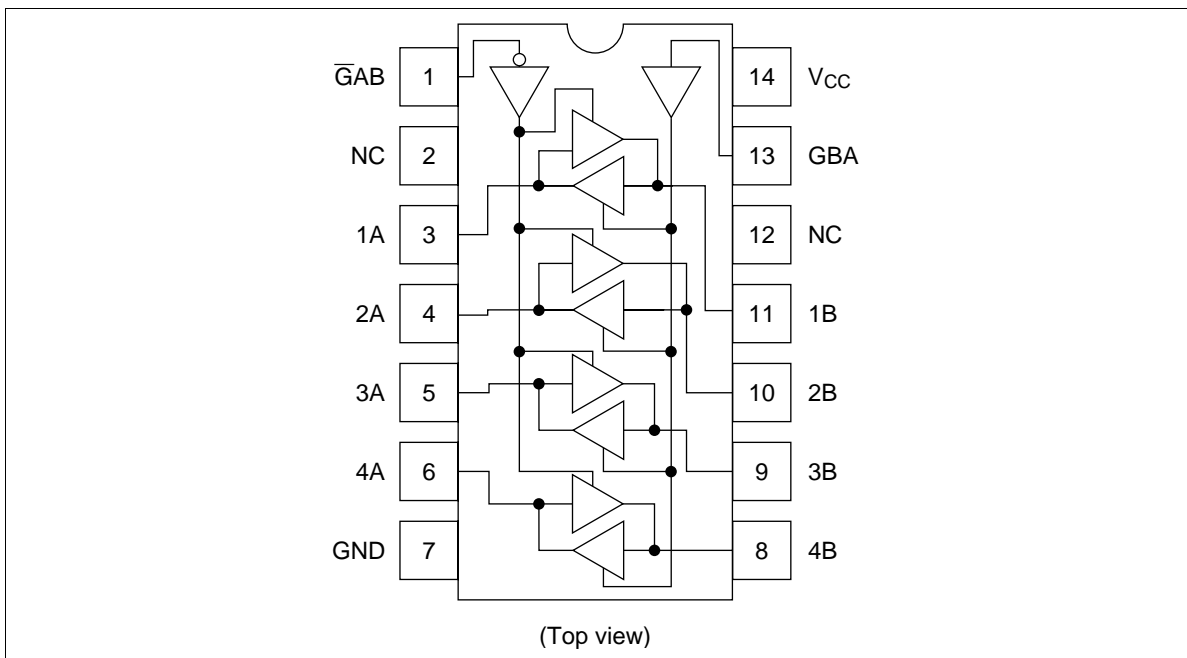 G̅AB 1 14 VCC
NC 2 13 GBA
1A 3 12 NC
2A 4 11 1B
3A 5 10 2B
4A 6 9 3B
GND 7 8 4B
(Top view)